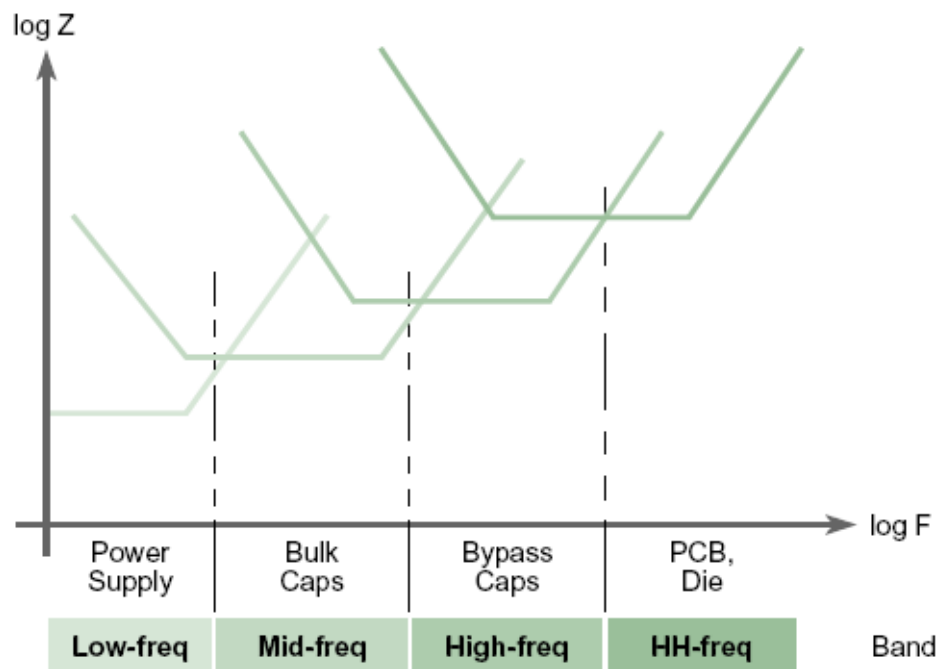 log Z
log F
Power
Supply
Bulk
Caps
Bypass
Caps
PCB,
Die
Low-freq
Mid-freq
High-freq
HH-freq
Band